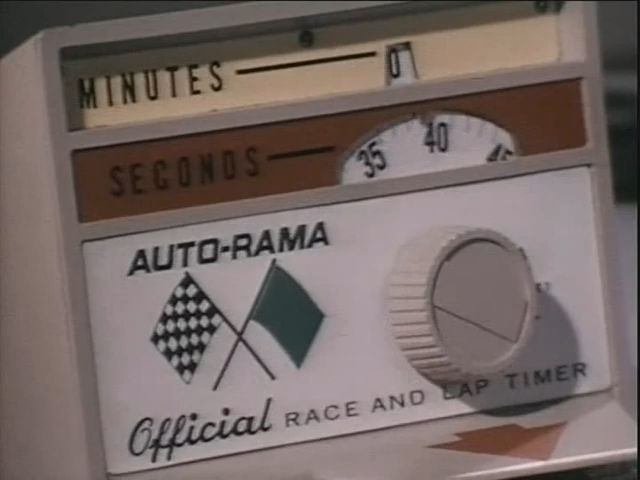 MINUTES 0
SECONDS 35 40 45
AUTO-RAMA
Official RACE AND LAP TIMER